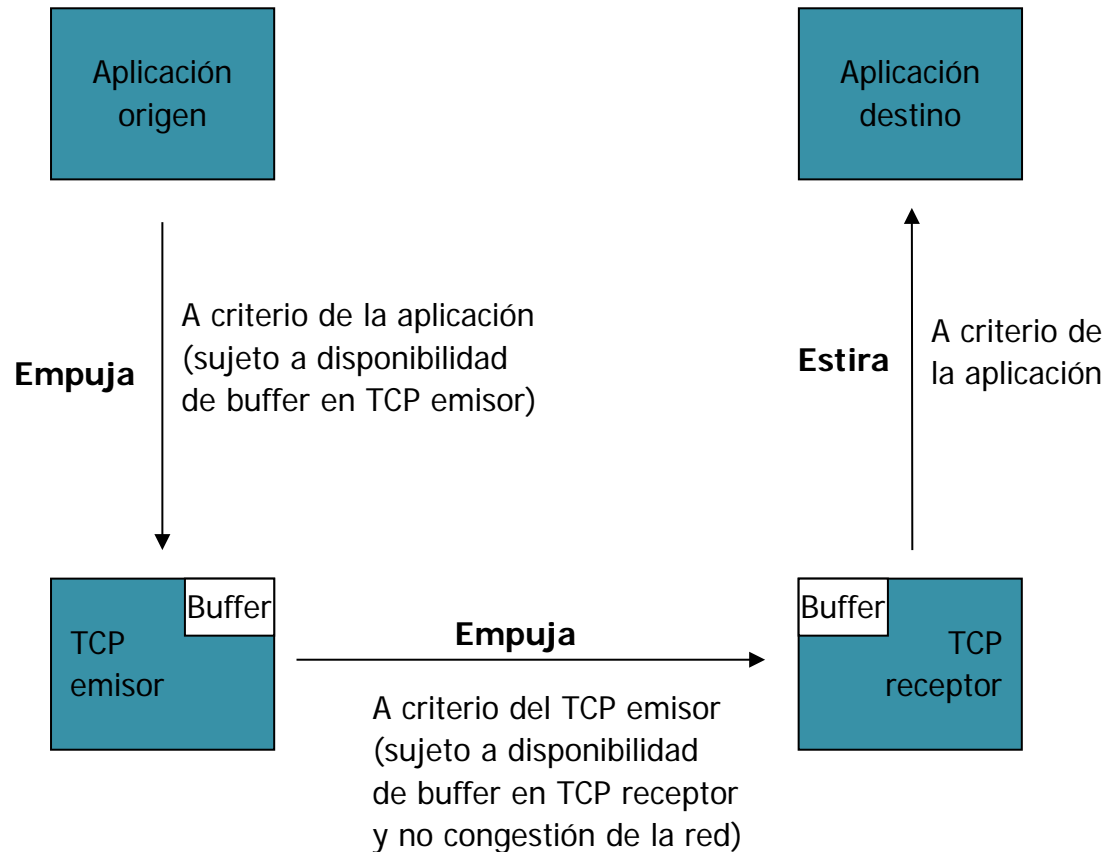 Aplicación
origen
Aplicación
destino
Empuja
A criterio de la aplicación
(sujeto a disponibilidad
de buffer en TCP emisor)
Estira
A criterio de
la aplicación
Buffer
TCP
emisor
Empuja
A criterio del TCP emisor
(sujeto a disponibilidad
de buffer en TCP receptor
y no congestión de la red)
Buffer
TCP
receptor